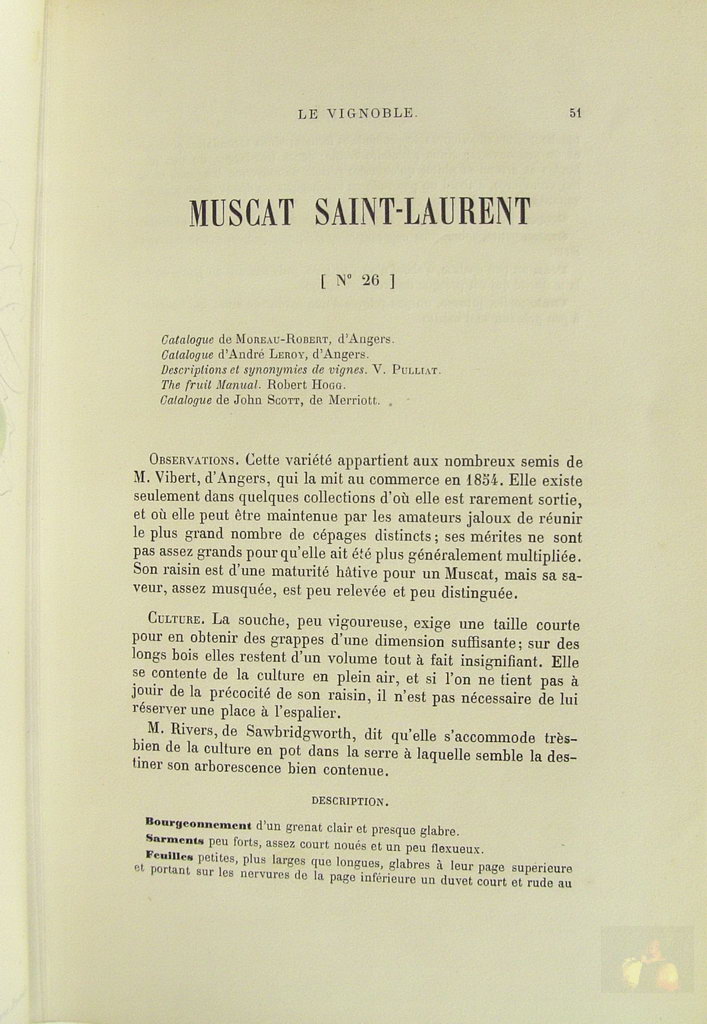 LE VIGNOBLE. 51
MUSCAT SAINT-LAURENT
[ N° 26 ]
Catalogue de MOREAU-ROBERT, d'Angers.
Catalogue d'André LEROY, d'Angers.
Descriptions et synonymies de vignes. V. PULLIAT.
The fruit Manual. Robert HOGG.
Catalogue de John SCOTT, de Merriott.
OBSERVATIONS. Cette variété appartient aux nombreux semis de
M. Vibert, d'Angers, qui la mit au commerce en 1854. Elle existe
seulement dans quelques collections d'où elle est rarement sortie,
et où elle peut être maintenue par les amateurs jaloux de réunir
le plus grand nombre de cépages distincts ; ses mérites ne sont
pas assez grands pour qu'elle ait été plus généralement multipliée.
Son raisin est d'une maturité hâtive pour un Muscat, mais sa sa-
veur, assez musquée, est peu relevée et peu distinguée.
CULTURE. La souche, peu vigoureuse, exige une taille courte
pour en obtenir des grappes d'une dimension suffisante ; sur des
longs bois elles restent d'un volume tout à fait insignifiant. Elle
se contente de la culture en plein air, et si l'on ne tient pas à
jouir de la précocité de son raisin, il n'est pas nécessaire de lui
réserver une place à l'espalier.
M. Rivers, de Sawbridgworth, dit qu'elle s'accommode très-
bien de la culture en pot dans la serre à laquelle semble la des-
tiner son arborescence bien contenue.
DESCRIPTION.
Bourgeonnement d'un grenat clair et presque glabre.
Sarments peu forts, assez court noués et un peu flexueux.
Feuilles petites, plus larges que longues, glabres à leur page supérieure
et portant sur les nervures de la page inférieure un duvet court et rude au